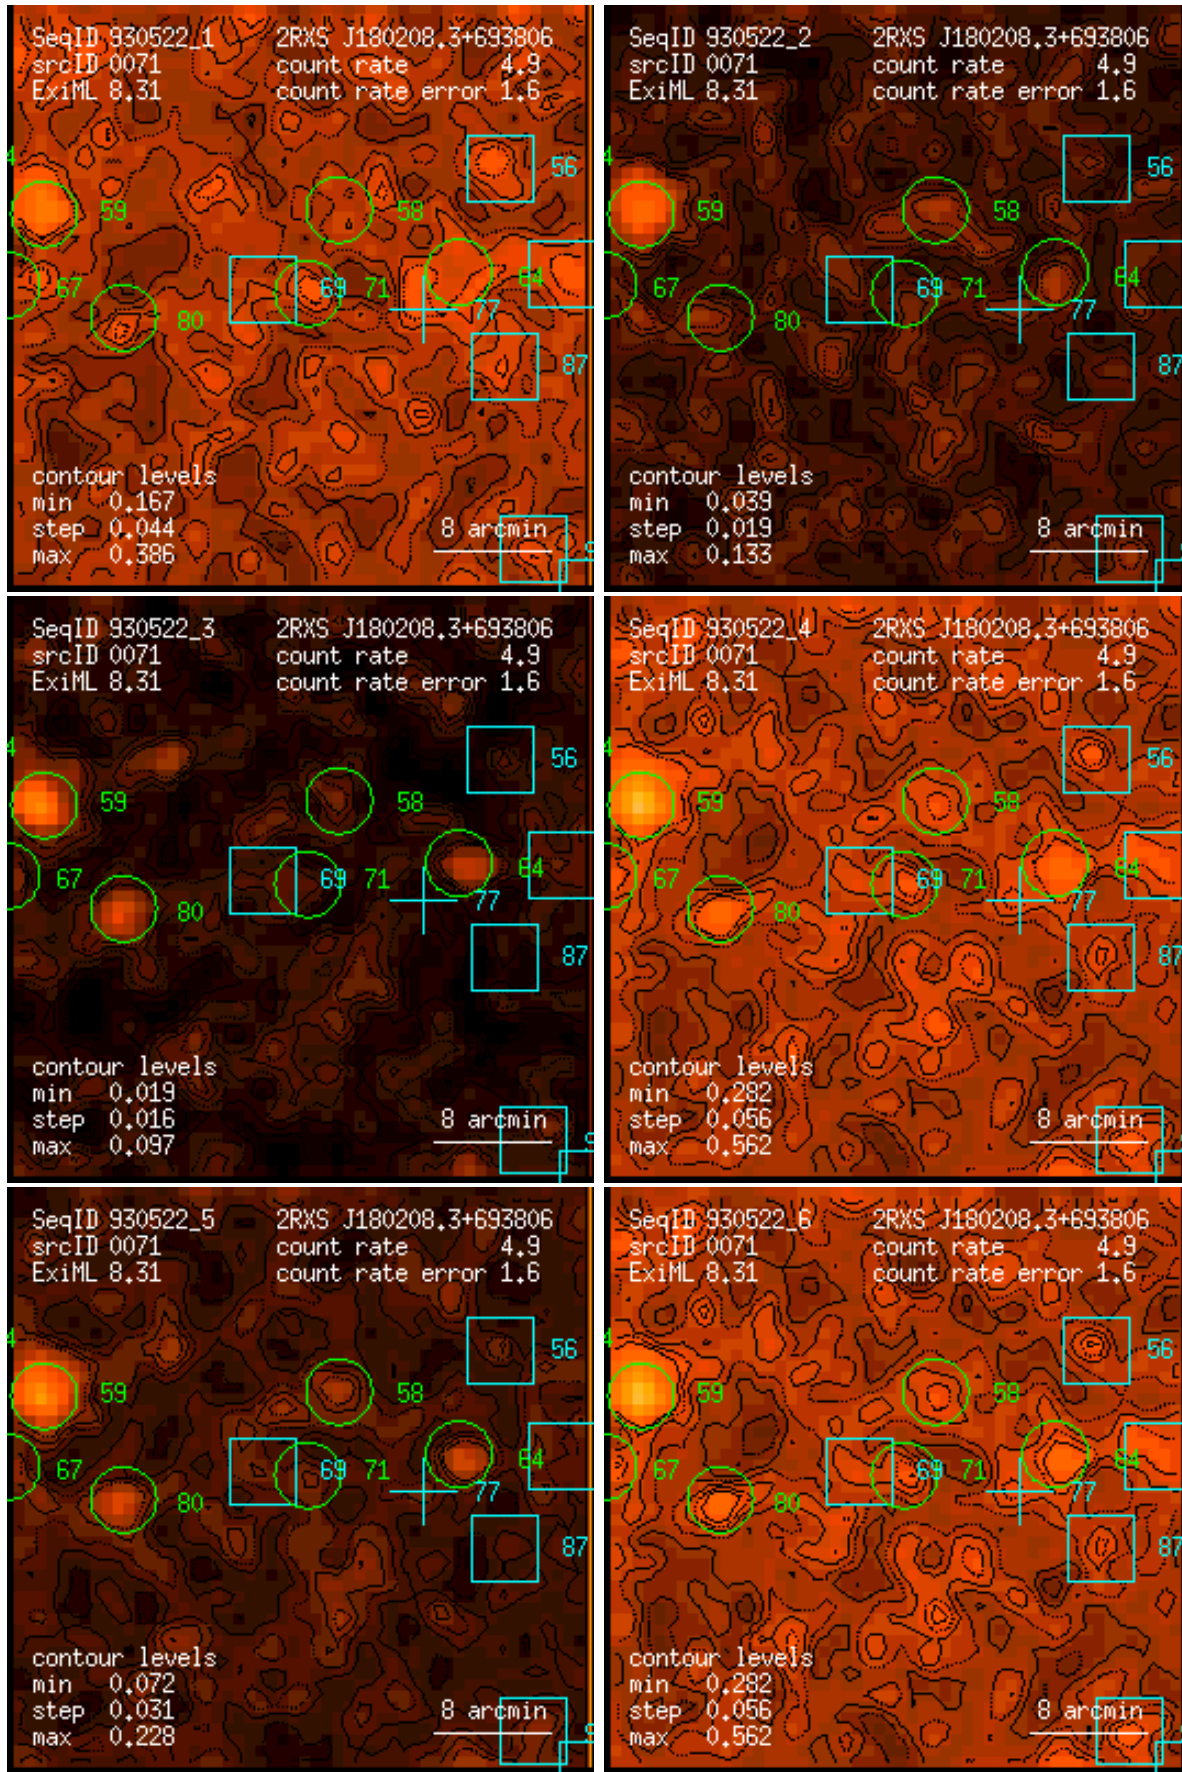 SeqID 930522_1 2RXS J180208.3+693806
srcID 0071 count rate 4.9
ExiML 8.31 count rate error 1.6
4
56
59
58
64
67
69
71
77
80
87
contour levels
min 0.167
step 0.044 8 arcmin
max 0.386
SeqID 930522_2 2RXS J180208.3+693806
srcID 0071 count rate 4.9
ExiML 8.31 count rate error 1.6
4
56
59
58
64
67
69
71
77
80
87
contour levels
min 0.039
step 0.019 8 arcmin
max 0.133
SeqID 930522_3 2RXS J180208.3+693806
srcID 0071 count rate 4.9
ExiML 8.31 count rate error 1.6
4
56
59
58
64
67
69
71
77
80
87
contour levels
min 0.019
step 0.016 8 arcmin
max 0.097
SeqID 930522_4 2RXS J180208.3+693806
srcID 0071 count rate 4.9
ExiML 8.31 count rate error 1.6
4
56
59
58
64
67
69
71
77
80
87
contour levels
min 0.282
step 0.056 8 arcmin
max 0.562
SeqID 930522_5 2RXS J180208.3+693806
srcID 0071 count rate 4.9
ExiML 8.31 count rate error 1.6
4
56
59
58
64
67
69
71
77
80
87
contour levels
min 0.072
step 0.031 8 arcmin
max 0.228
SeqID 930522_6 2RXS J180208.3+693806
srcID 0071 count rate 4.9
ExiML 8.31 count rate error 1.6
4
56
59
58
64
67
69
71
77
80
87
contour levels
min 0.282
step 0.056 8 arcmin
max 0.562